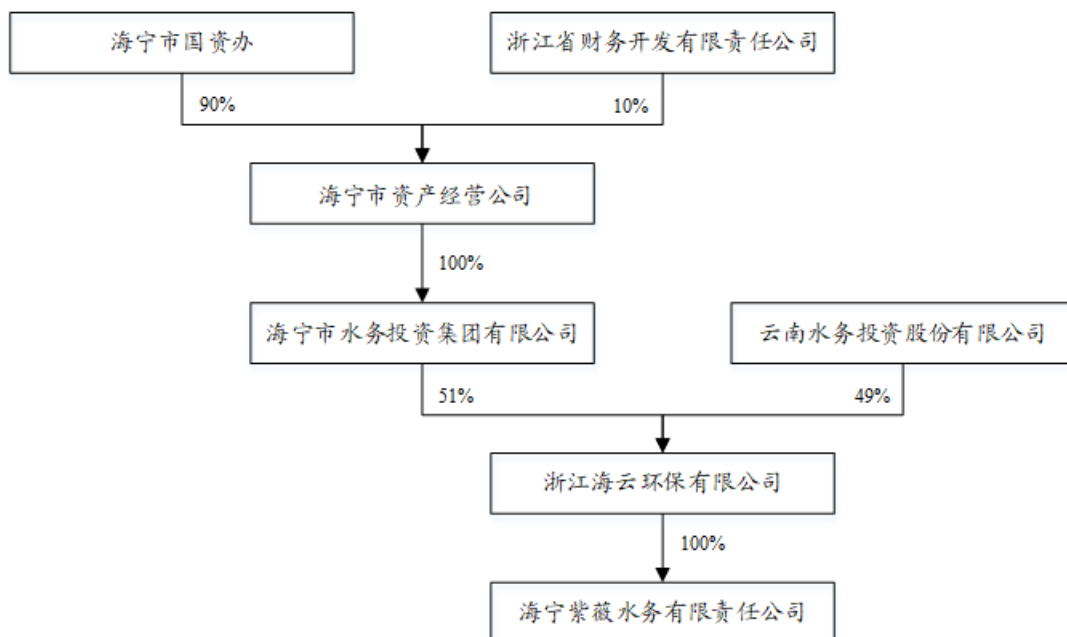 海宁市国资办
浙江省财务开发有限责任公司
90%
10%
海宁市资产经营公司
100%
海宁市水务投资集团有限公司
云南水务投资股份有限公司
51%
49%
浙江海云环保有限公司
100%
海宁紫薇水务有限责任公司